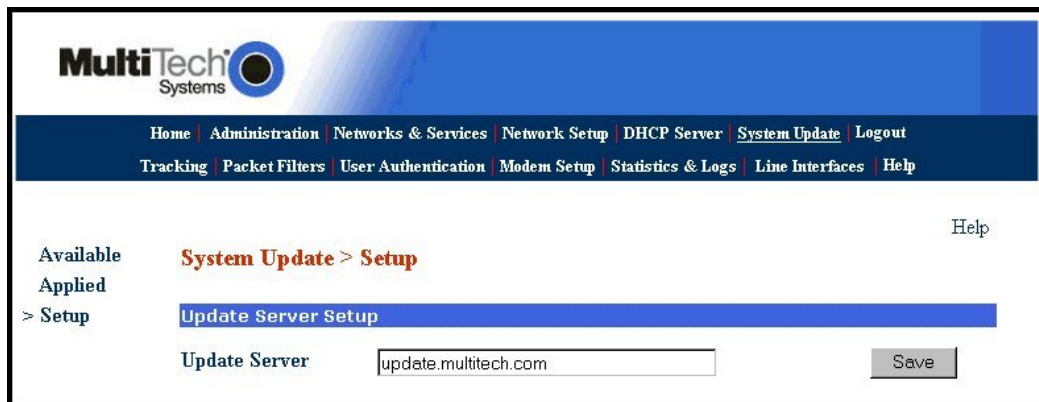 MultiTech
Systems
Home | Administration | Networks & Services | Network Setup | DHCP Server | System Update | Logout
Tracking | Packet Filters | User Authentication | Modem Setup | Statistics & Logs | Line Interfaces | Help
Help
Available
Applied
> Setup
System Update > Setup
Update Server Setup
Update Server
update.multitech.com
Save